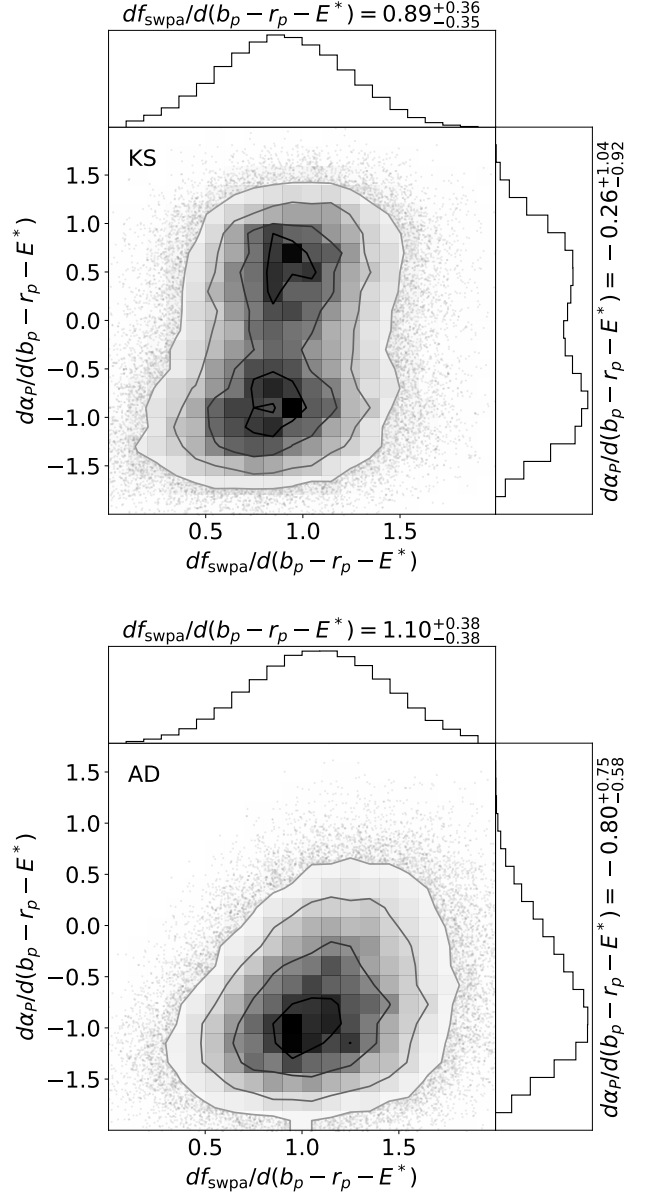 df_swpa/d(b_p − r_p − E*) = 0.89^{+0.36}_{−0.35}
KS
1.5
1.0
0.5
0.0
−0.5
−1.0
−1.5
dα_P/d(b_p − r_p − E*)
dα_P/d(b_p − r_p − E*) = −0.26^{+1.04}_{−0.92}
0.5 1.0 1.5
df_swpa/d(b_p − r_p − E*)
df_swpa/d(b_p − r_p − E*) = 1.10^{+0.38}_{−0.38}
AD
1.5
1.0
0.5
0.0
−0.5
−1.0
−1.5
dα_P/d(b_p − r_p − E*)
dα_P/d(b_p − r_p − E*) = −0.80^{+0.75}_{−0.58}
0.5 1.0 1.5
df_swpa/d(b_p − r_p − E*)